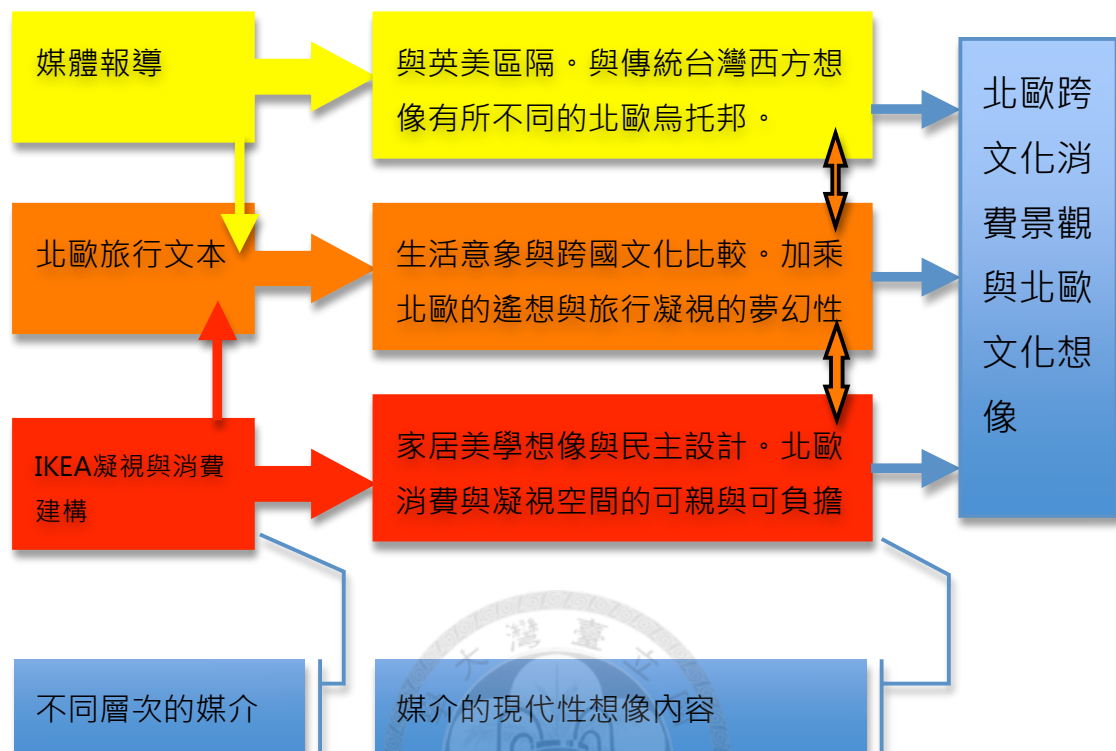 媒體報導
與英美區隔。與傳統台灣西方想
像有所不同的北歐烏托邦。
北歐旅行文本
生活意象與跨國文化比較。加乘
北歐的遙想與旅行凝視的夢幻性
IKEA凝視與消費
建構
家居美學想像與民主設計。北歐
消費與凝視空間的可親與可負擔
北歐跨
文化消
費景觀
與北歐
文化想
像
不同層次的媒介
媒介的現代性想像內容
灣臺
大立